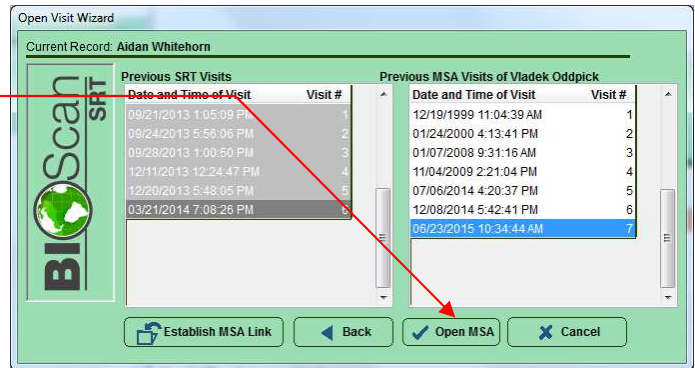 Open Visit Wizard
Current Record: Aidan Whitehorn
BIOScan
SRT
Previous SRT Visits
Date and Time of Visit Visit #
09/21/2013 1:05:09 PM 1
09/24/2013 5:56:06 PM 2
09/28/2013 1:00:50 PM 3
12/11/2013 12:24:47 PM 4
12/20/2013 5:48:05 PM 5
03/21/2014 7:08:26 PM 6
Previous MSA Visits of Vladek Oddpick
Date and Time of Visit Visit #
12/19/1999 11:04:39 AM 1
01/24/2000 4:13:41 PM 2
01/07/2008 9:31:16 AM 3
11/04/2009 2:21:04 PM 4
07/06/2014 4:20:37 PM 5
12/08/2014 5:42:41 PM 6
06/23/2015 10:34:44 AM 7
Establish MSA Link Back Open MSA Cancel